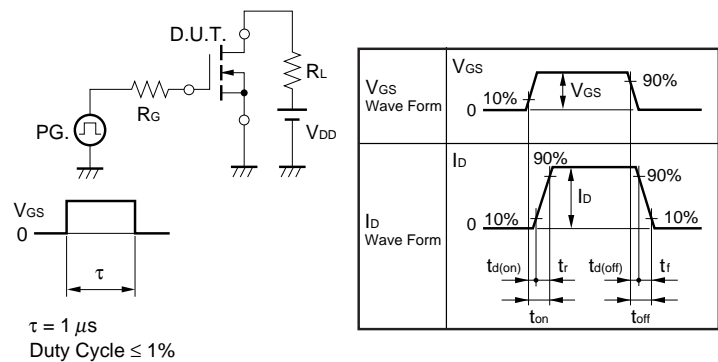 D.U.T.
RL
RG
PG.
VDD
VGS
0
τ
τ = 1 μs
Duty Cycle ≤ 1%
VGS
Wave Form
VGS
0
10%
VGS
90%
ID
Wave Form
ID
0
10%
90%
ID
90%
10%
td(on)
tr
td(off)
tf
ton
toff